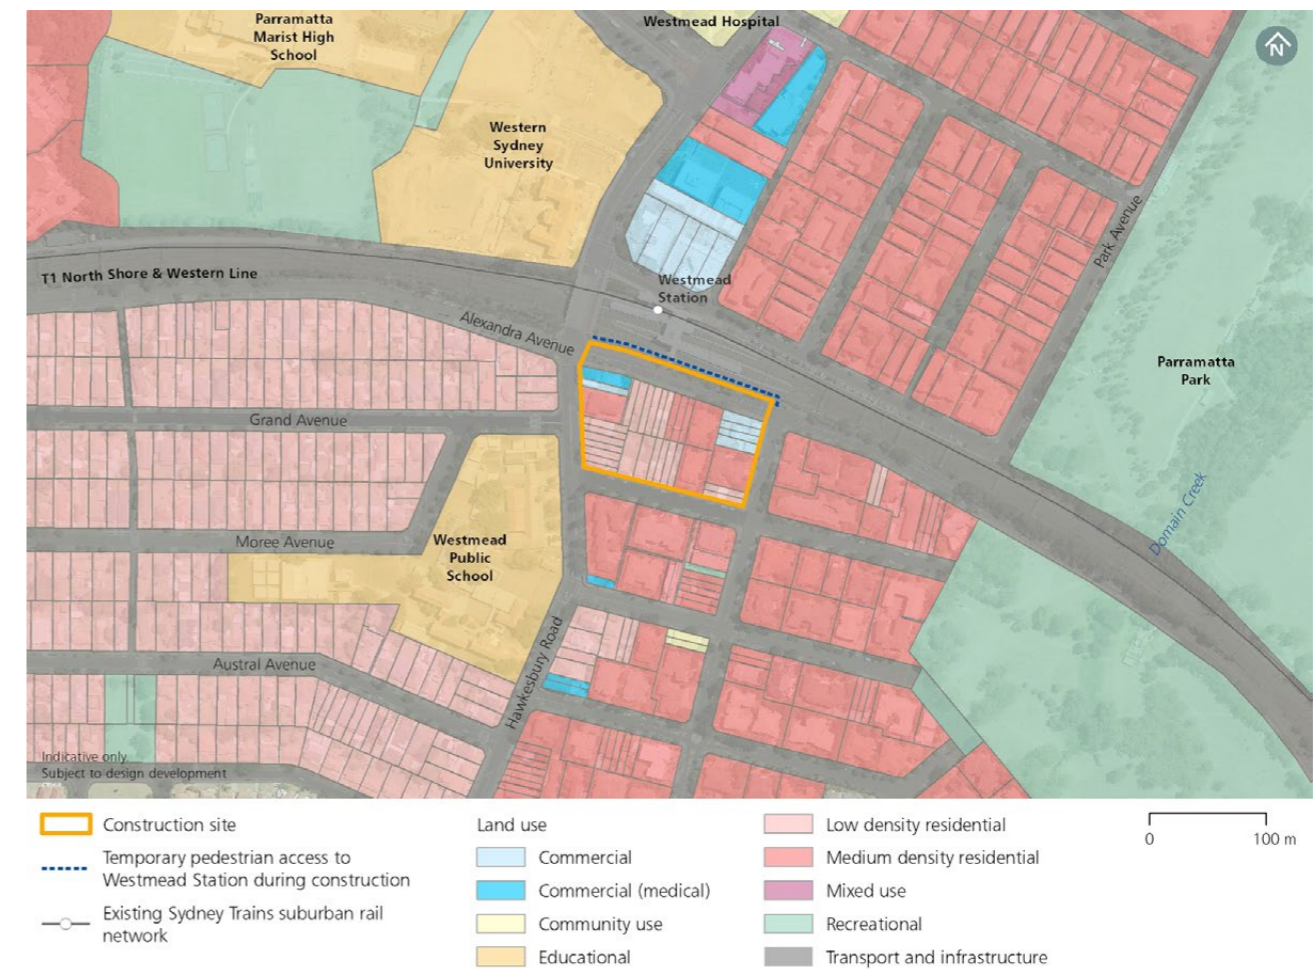 Parramatta
Marist High
School
Westmead Hospital
N
Western
Sydney
University
Park Avenue
T1 North Shore & Western Line
Westmead
Station
Alexandra Avenue
Parramatta
Park
Grand Avenue
Domain Creek
Moree Avenue
Westmead
Public
School
Austral Avenue
Hawkesbury Road
Indicative only.
Subject to design development
Construction site
Temporary pedestrian access to
Westmead Station during construction
Existing Sydney Trains suburban rail
network
Land use
Commercial
Commercial (medical)
Community use
Educational
Low density residential
Medium density residential
Mixed use
Recreational
Transport and infrastructure
0 100 m